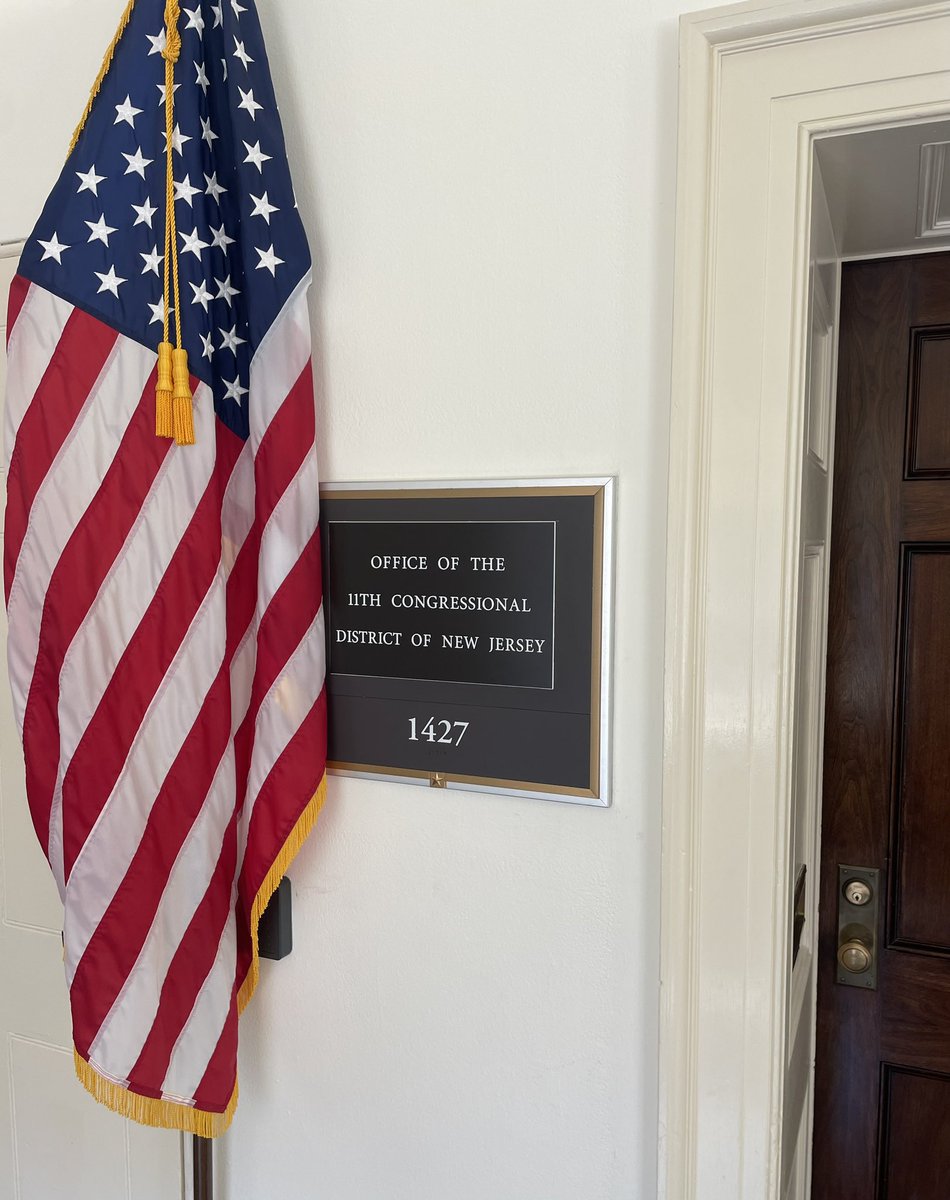 OFFICE OF THE
11TH CONGRESSIONAL
DISTRICT OF NEW JERSEY
1427